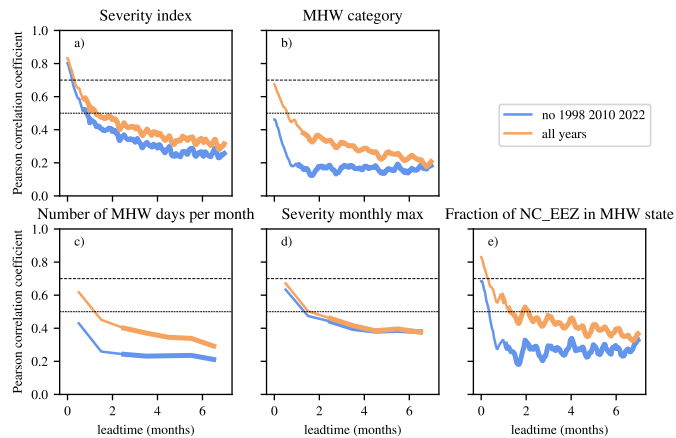 Severity index
MHW category
Pearson correlation coefficient
1.0
0.8
0.6
0.4
0.2
0.0
a)
b)
no 1998 2010 2022
all years
Number of MHW days per month
Severity monthly max
Fraction of NC_EEZ in MHW state
Pearson correlation coefficient
1.0
0.8
0.6
0.4
0.2
0.0
c)
d)
e)
0 2 4 6
0 2 4 6
0 2 4 6
leadtime (months)
leadtime (months)
leadtime (months)